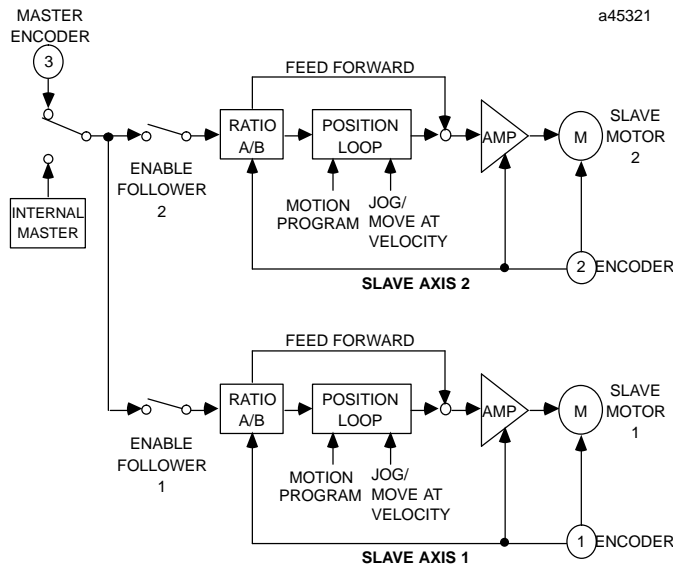 MASTER
ENCODER
3
a45321
FEED FORWARD
RATIO
A/B
POSITION
LOOP
AMP
M
SLAVE
MOTOR
2
ENABLE
FOLLOWER
2
INTERNAL
MASTER
MOTION
PROGRAM
JOG/
MOVE AT
VELOCITY
2
ENCODER
SLAVE AXIS 2
FEED FORWARD
RATIO
A/B
POSITION
LOOP
AMP
M
SLAVE
MOTOR
1
ENABLE
FOLLOWER
1
MOTION
PROGRAM
JOG/
MOVE AT
VELOCITY
1
ENCODER
SLAVE AXIS 1